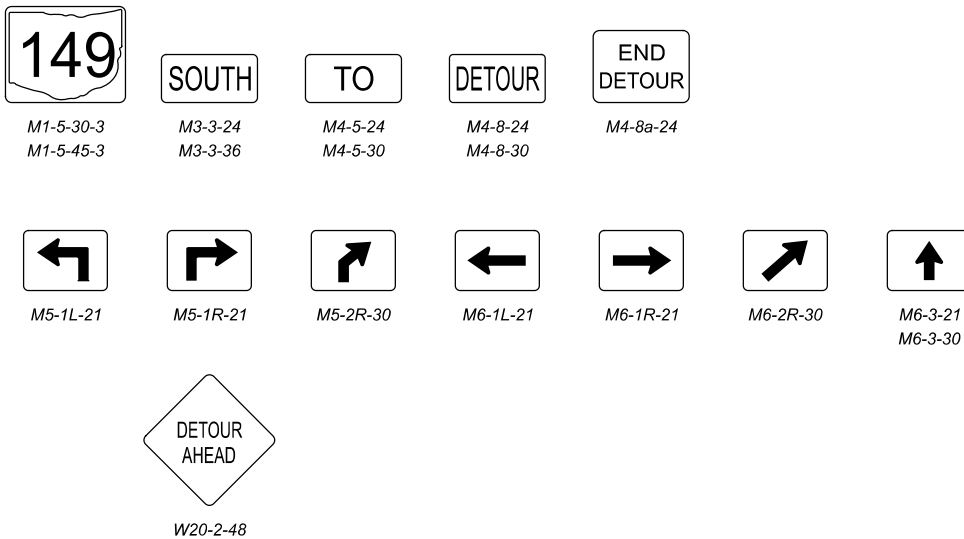 149
SOUTH
TO
DETOUR
END
DETOUR
M1-5-30-3
M1-5-45-3
M3-3-24
M3-3-36
M4-5-24
M4-5-30
M4-8-24
M4-8-30
M4-8a-24
M5-1L-21
M5-1R-21
M5-2R-30
M6-1L-21
M6-1R-21
M6-2R-30
M6-3-21
M6-3-30
DETOUR
AHEAD
W20-2-48